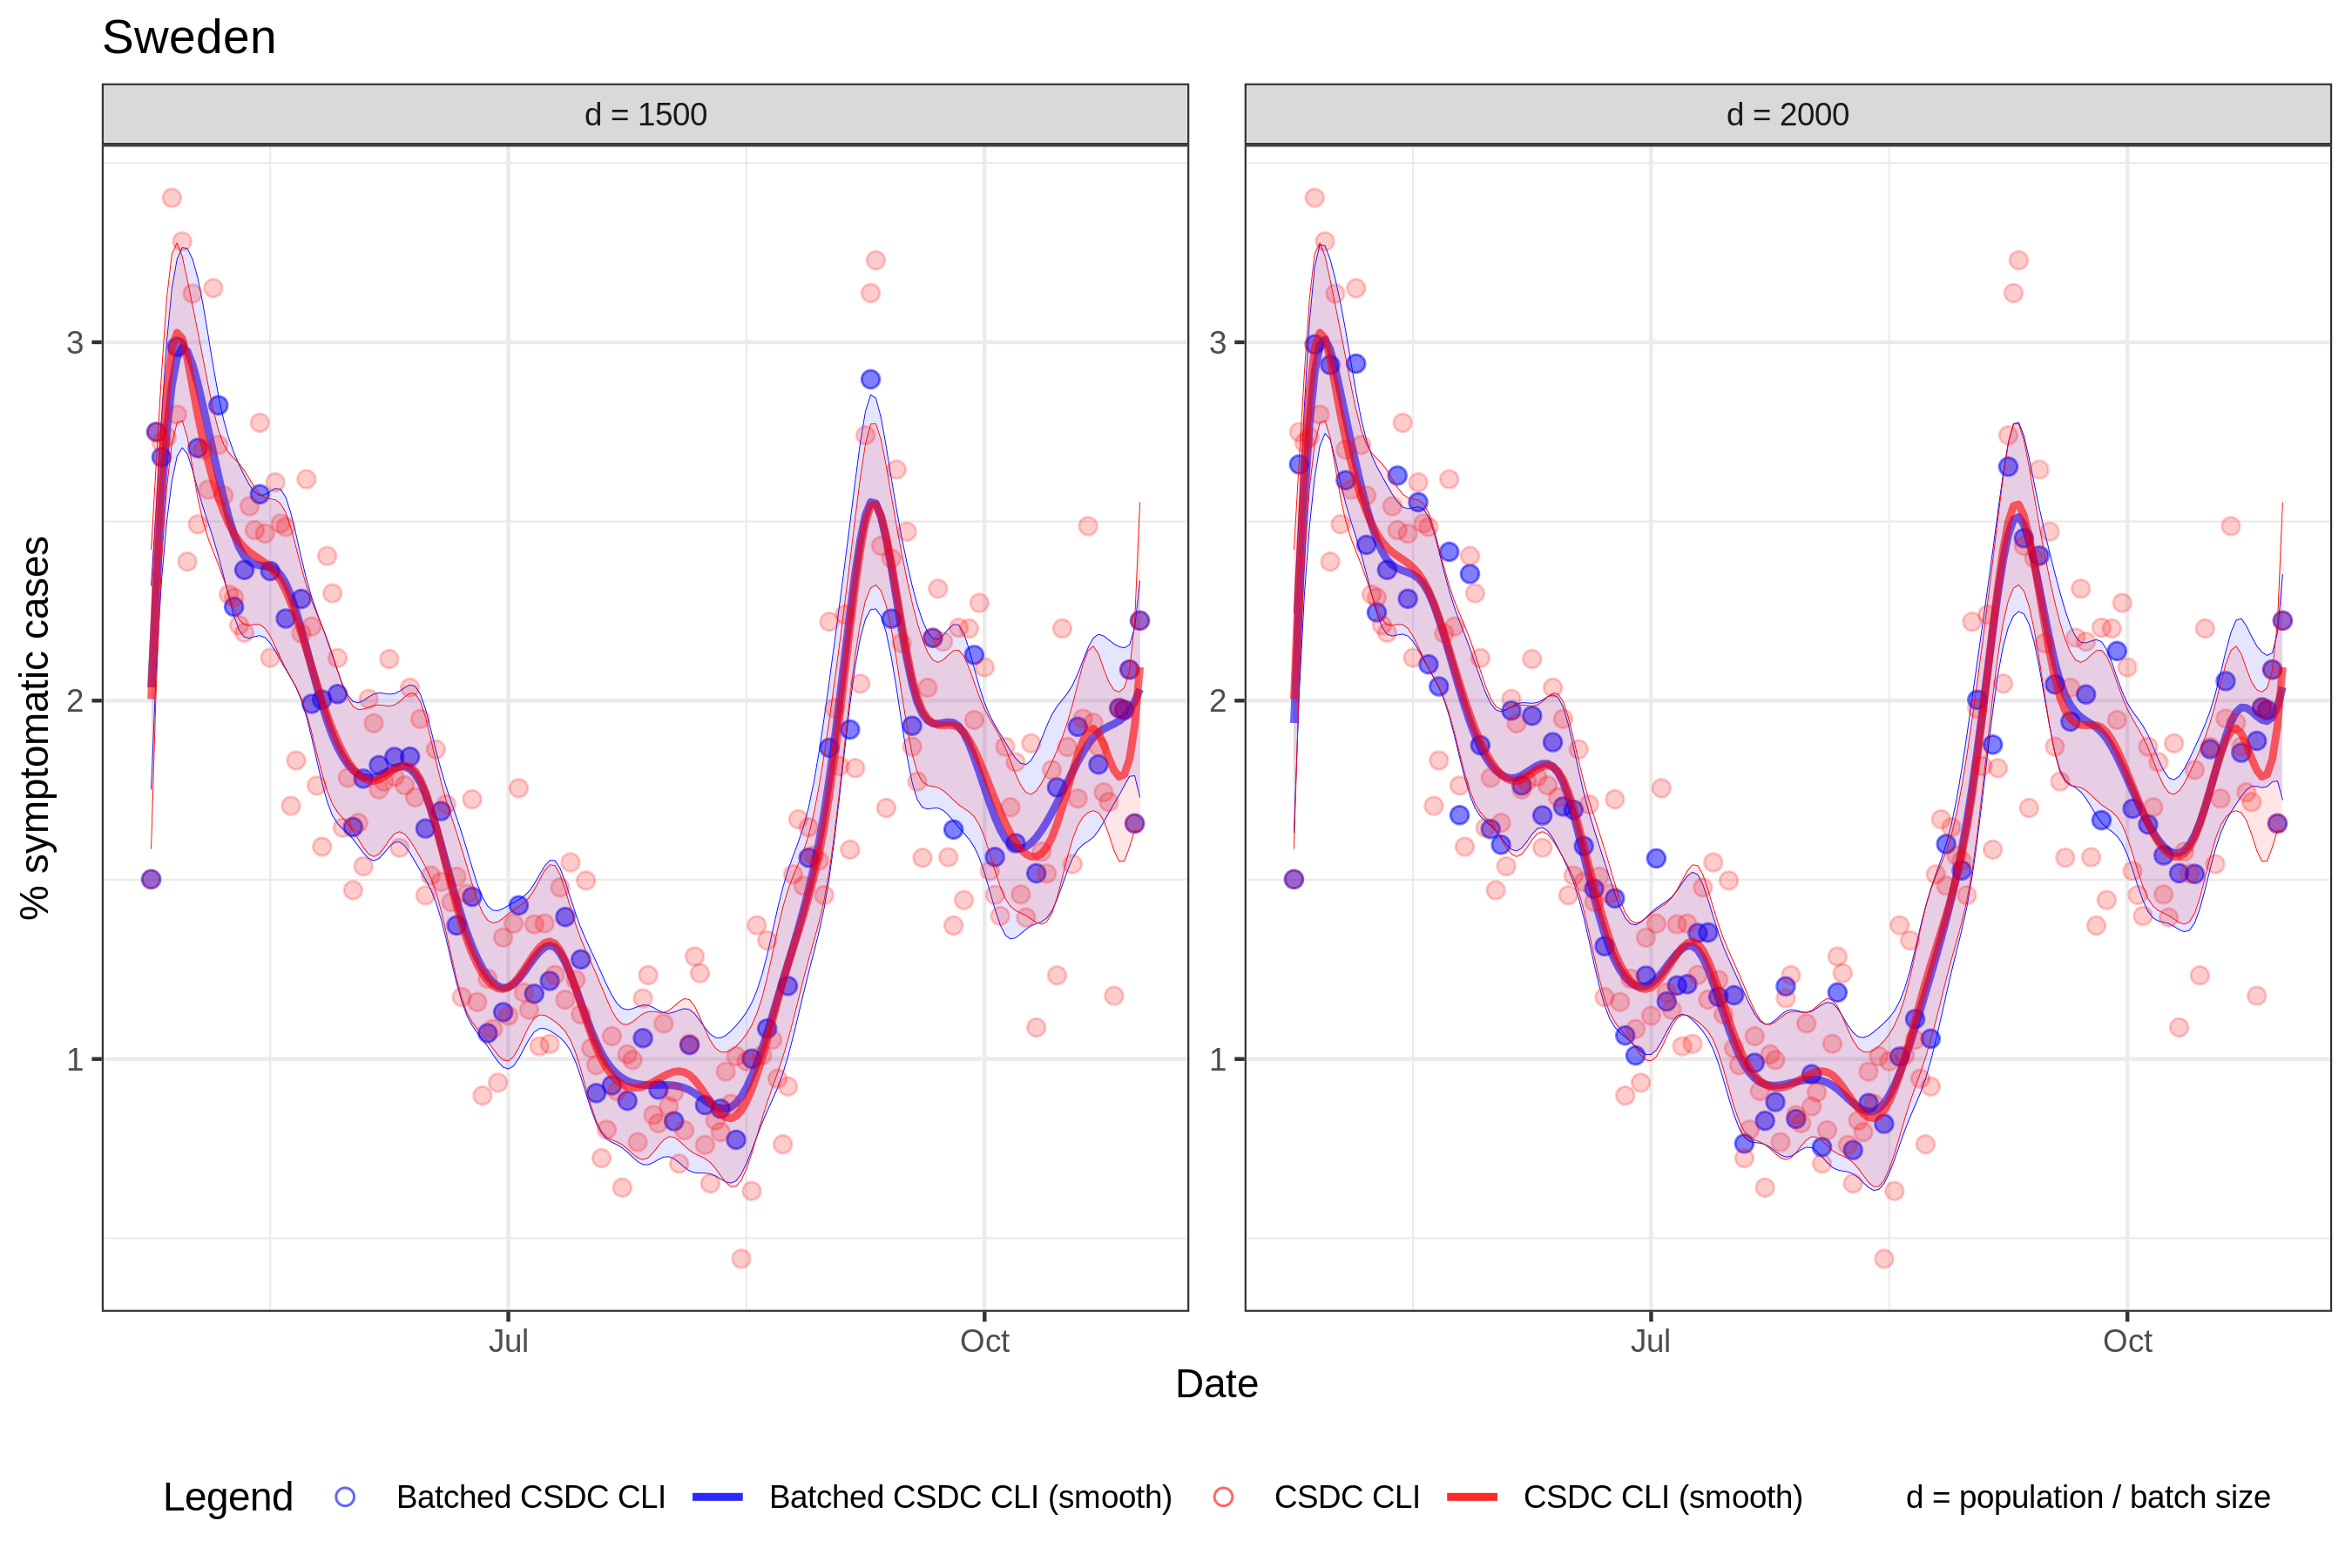 Sweden
d = 1500
d = 2000
% symptomatic cases
3
2
1
3
2
1
Jul
Oct
Jul
Oct
Date
Legend
Batched CSDC CLI
Batched CSDC CLI (smooth)
CSDC CLI
CSDC CLI (smooth)
d = population / batch size